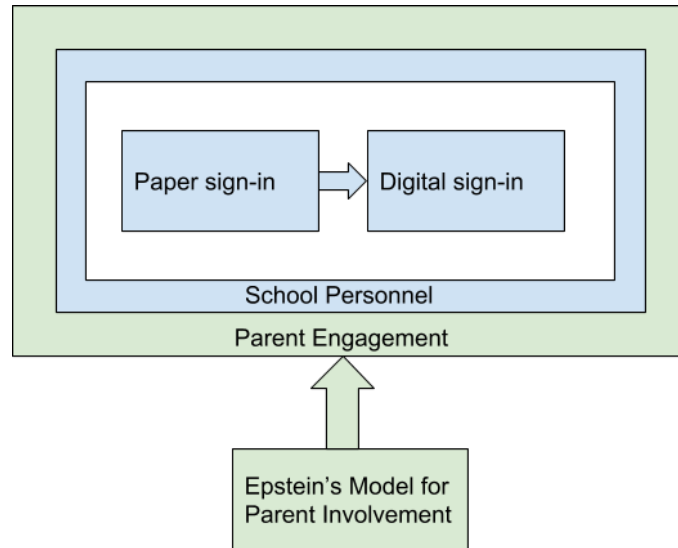 Paper sign-in
Digital sign-in
School Personnel
Parent Engagement
Epstein’s Model for
Parent Involvement